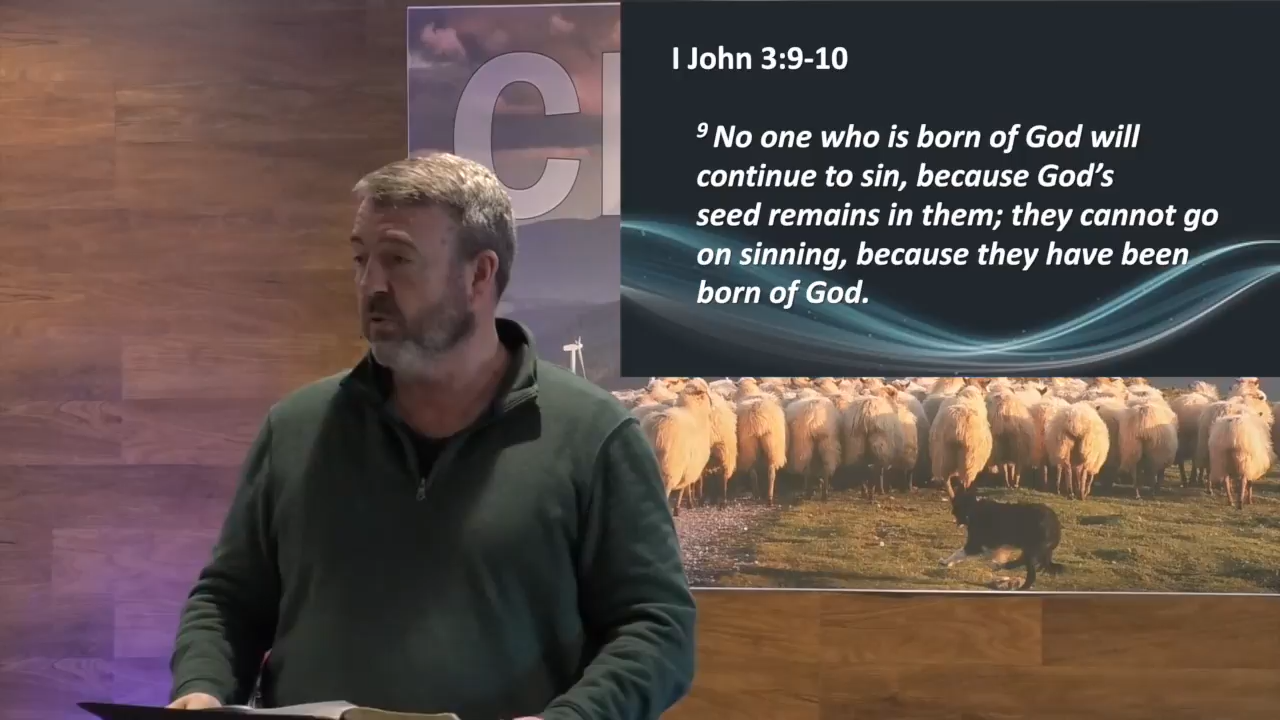 I John 3:9-10
⁹ No one who is born of God will
continue to sin, because God’s
seed remains in them; they cannot go
on sinning, because they have been
born of God.